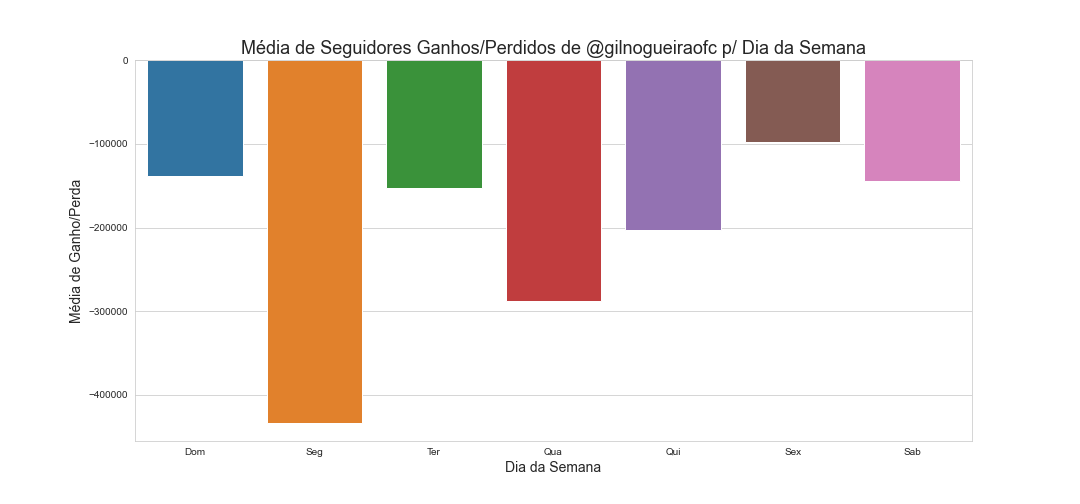 Média de Seguidores Ganhos/Perdidos de @gilnogueiraofc p/ Dia da Semana
Média de Ganho/Perda
0
−100000
−200000
−300000
−400000
Dom Seg Ter Qua Qui Sex Sab
Dia da Semana